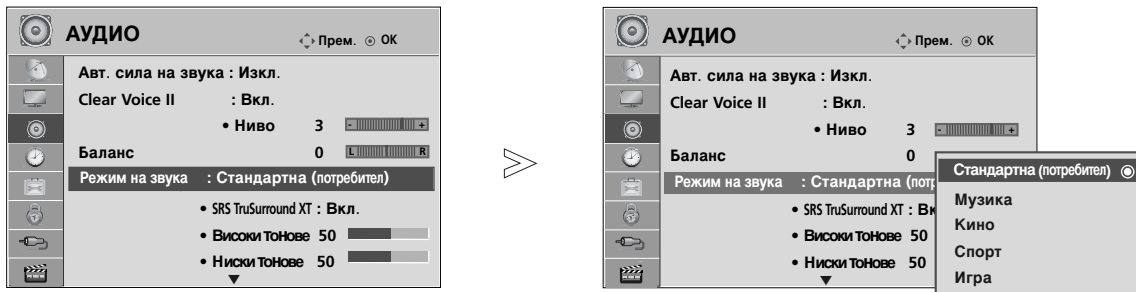 АУДИО
Прем. OK
Авт. сила на звука : Изкл.
Clear Voice II : Вкл.
• Ниво 3 - +
Баланс 0 L R
Режим на звука : Стандартна (потребител)
• SRS TruSurround XT : Вкл.
• Високи тонове 50
• Ниски тонове 50
АУДИО
Прем. OK
Авт. сила на звука : Изкл.
Clear Voice II : Вкл.
• Ниво 3 - +
Баланс 0
Режим на звука : Стандартна (потр
• SRS TruSurround XT : Вк
• Високи тонове 50
• Ниски тонове 50
Стандартна (потребител)
Музика
Кино
Спорт
Игра